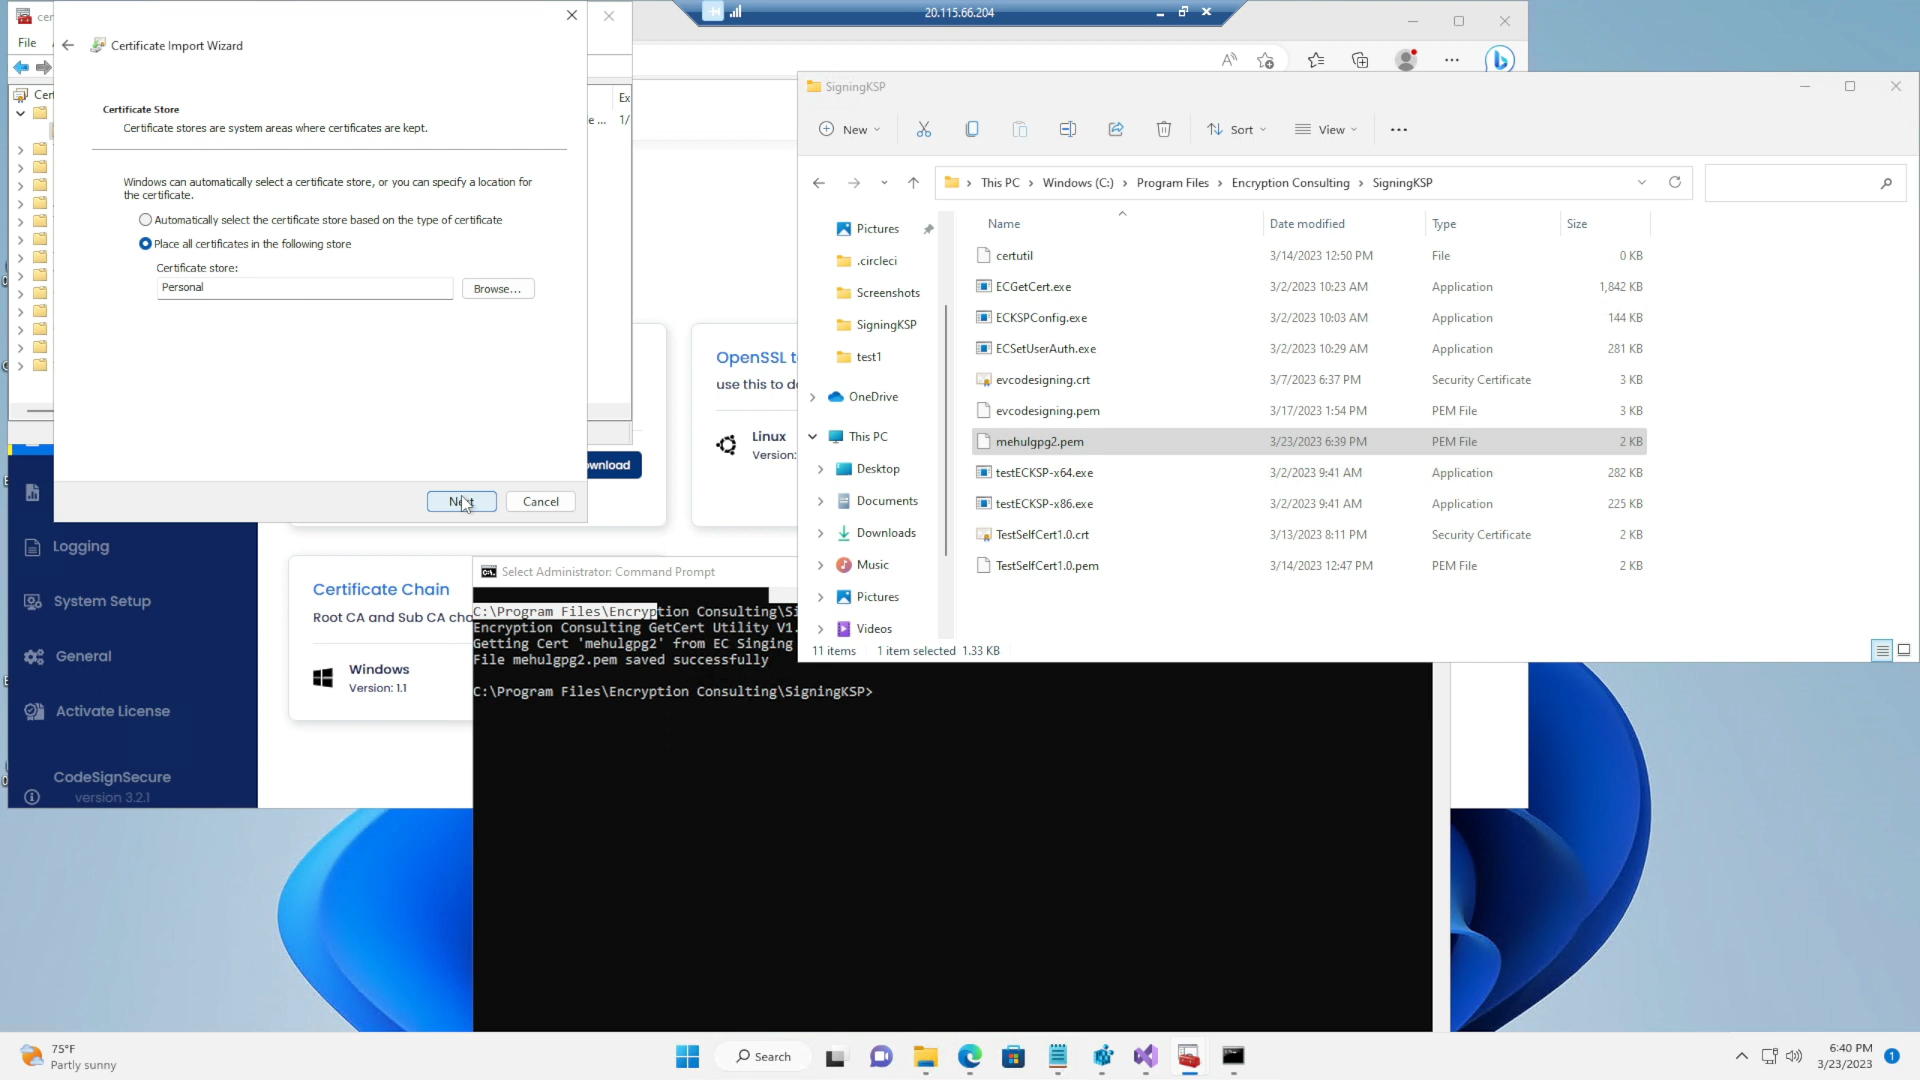 cer
File
Certificate Import Wizard
Cert
Ex
e ...
1/
Certificate Store
Certificate stores are system areas where certificates are kept.
Windows can automatically select a certificate store, or you can specify a location for
the certificate.
Automatically select the certificate store based on the type of certificate
Place all certificates in the following store
Certificate store:
Personal
Browse...
Cancel
20.115.66.204
OpenSSL t
use this to de
Linux
Version:
wnload
Logging
System Setup
General
Activate License
CodeSignSecure
version 3.2.1
Certificate Chain
Root CA and Sub CA cha
Windows
Version: 1.1
Select Administrator: Command Prompt
C:\Program Files\Encryption Consulting\Si
Encryption Consulting GetCert Utility V1.
Getting Cert 'mehulgpg2' from EC Singing
File mehulgpg2.pem saved successfully
C:\Program Files\Encryption Consulting\SigningKSP>
SigningKSP
New
Sort
View
This PC > Windows (C:) > Program Files > Encryption Consulting > SigningKSP
Pictures
.circleci
Screenshots
SigningKSP
test1
OneDrive
This PC
Desktop
Documents
Downloads
Music
Pictures
Videos
Name Date modified Type Size
certutil 3/14/2023 12:50 PM File 0 KB
ECGetCert.exe 3/2/2023 10:23 AM Application 1,842 KB
ECKSPConfig.exe 3/2/2023 10:03 AM Application 144 KB
ECSetUserAuth.exe 3/2/2023 10:29 AM Application 281 KB
evcodesigning.crt 3/7/2023 6:37 PM Security Certificate 3 KB
evcodesigning.pem 3/17/2023 1:54 PM PEM File 3 KB
mehulgpg2.pem 3/23/2023 6:39 PM PEM File 2 KB
testECKSP-x64.exe 3/2/2023 9:41 AM Application 282 KB
testECKSP-x86.exe 3/2/2023 9:41 AM Application 225 KB
TestSelfCert1.0.crt 3/13/2023 8:11 PM Security Certificate 2 KB
TestSelfCert1.0.pem 3/14/2023 12:47 PM PEM File 2 KB
11 items 1 item selected 1.33 KB
75°F
Partly sunny
Search
6:40 PM
3/23/2023
1